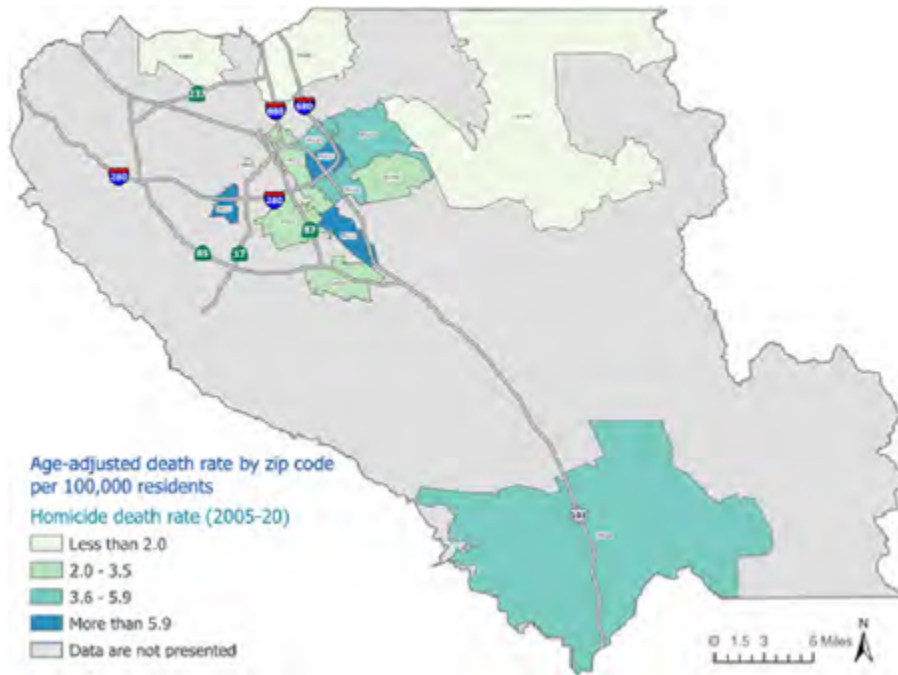 237
880
680
280
280
87
85
17
101
Age-adjusted death rate by zip code
per 100,000 residents
Homicide death rate (2005-20)
Less than 2.0
2.0 - 3.5
3.6 - 5.9
More than 5.9
Data are not presented
0 1.5 3 6 Miles
N